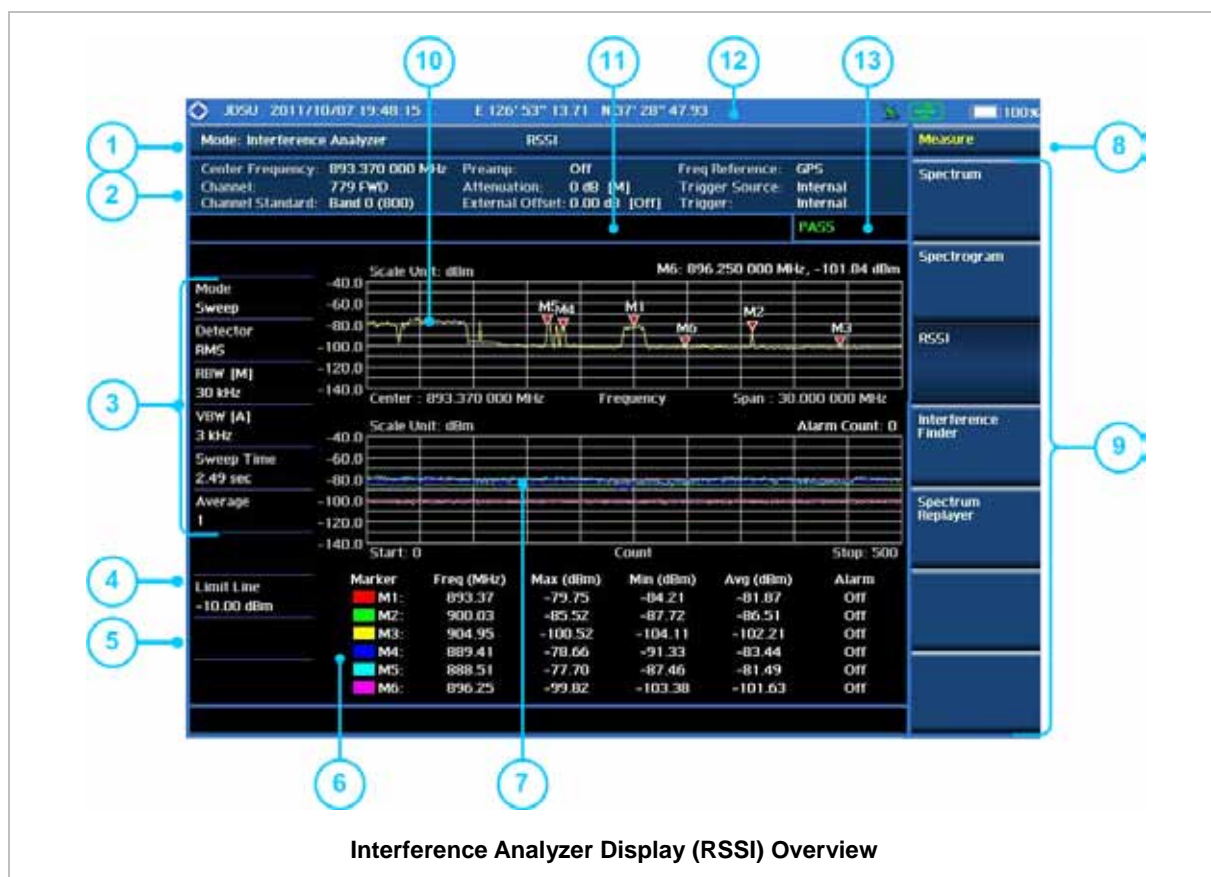 10 11 12 13
JDSU 2011/10/07 19:48:15 E 126° 53" 13.71 N 37° 28" 47.93 100%
1
Mode: Interference Analyzer RSSI Measure
8
2
Center Frequency: 893.370 000 MHz Preamp: Off Freq Reference: GPS
Channel: 779 FWD Attenuation: 0 dB [M] Trigger Source: Internal
Channel Standard: Band 0 (800) External Offset: 0.00 dB [Off] Trigger: Internal
PASS
Spectrum
Spectrogram
RSSI
Interference
Finder
Spectrum
Replayer
9
3
Mode
Sweep
Detector
RMS
RBW [M]
30 kHz
VBW [A]
3 kHz
Sweep Time
2.49 sec
Average
1
4
Limit Line
-10.00 dBm
5
Scale Unit: dBm M6: 896.250 000 MHz, -101.04 dBm
-40.0
-60.0
-80.0
-100.0
-120.0
-140.0
M5 M4 M1 M6 M2 M3
Center : 893.370 000 MHz Frequency Span : 30.000 000 MHz
Scale Unit: dBm Alarm Count: 0
-40.0
-60.0
-80.0
-100.0
-120.0
-140.0
Start: 0 Count Stop: 500
Marker Freq (MHz) Max (dBm) Min (dBm) Avg (dBm) Alarm
M1: 893.37 -79.75 -84.21 -81.87 Off
M2: 900.03 -85.52 -87.72 -86.51 Off
M3: 904.95 -100.52 -104.11 -102.21 Off
M4: 889.41 -78.66 -91.33 -83.44 Off
M5: 888.51 -77.70 -87.46 -81.49 Off
M6: 896.25 -99.82 -103.38 -101.63 Off
6 7
Interference Analyzer Display (RSSI) Overview